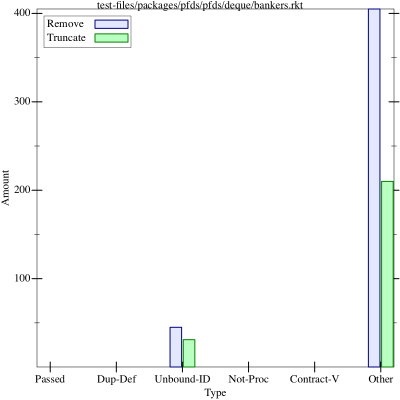 test-files/packages/pfds/pfds/deque/bankers.rkt
Remove
Truncate
400
300
200
100
Amount
Passed Dup-Def Unbound-ID Not-Proc Contract-V Other
Type